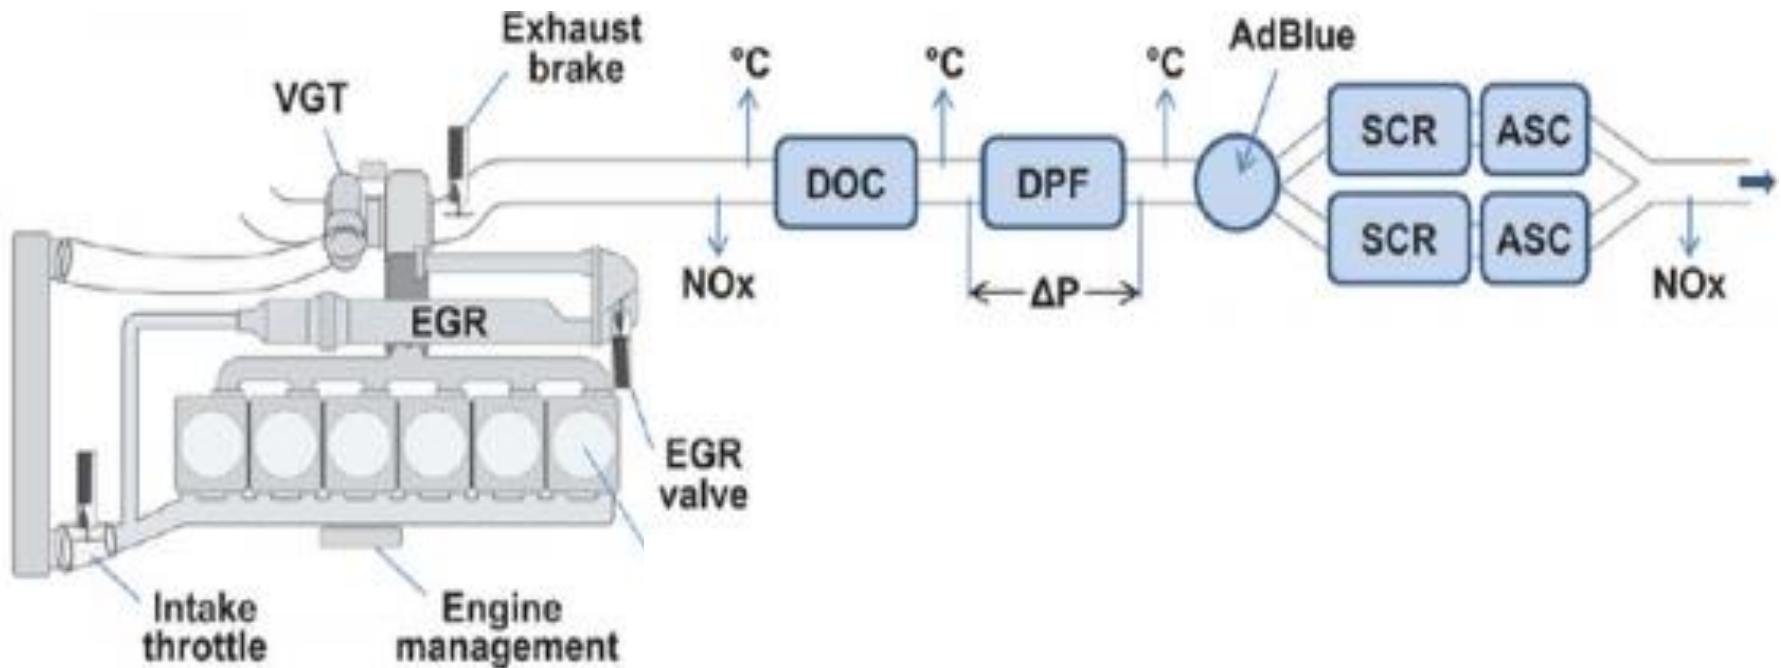 Exhaust
brake
VGT
°C
°C
°C
AdBlue
SCR
ASC
DOC
DPF
SCR
ASC
NOx
ΔP
NOx
EGR
EGR
valve
Intake
throttle
Engine
management